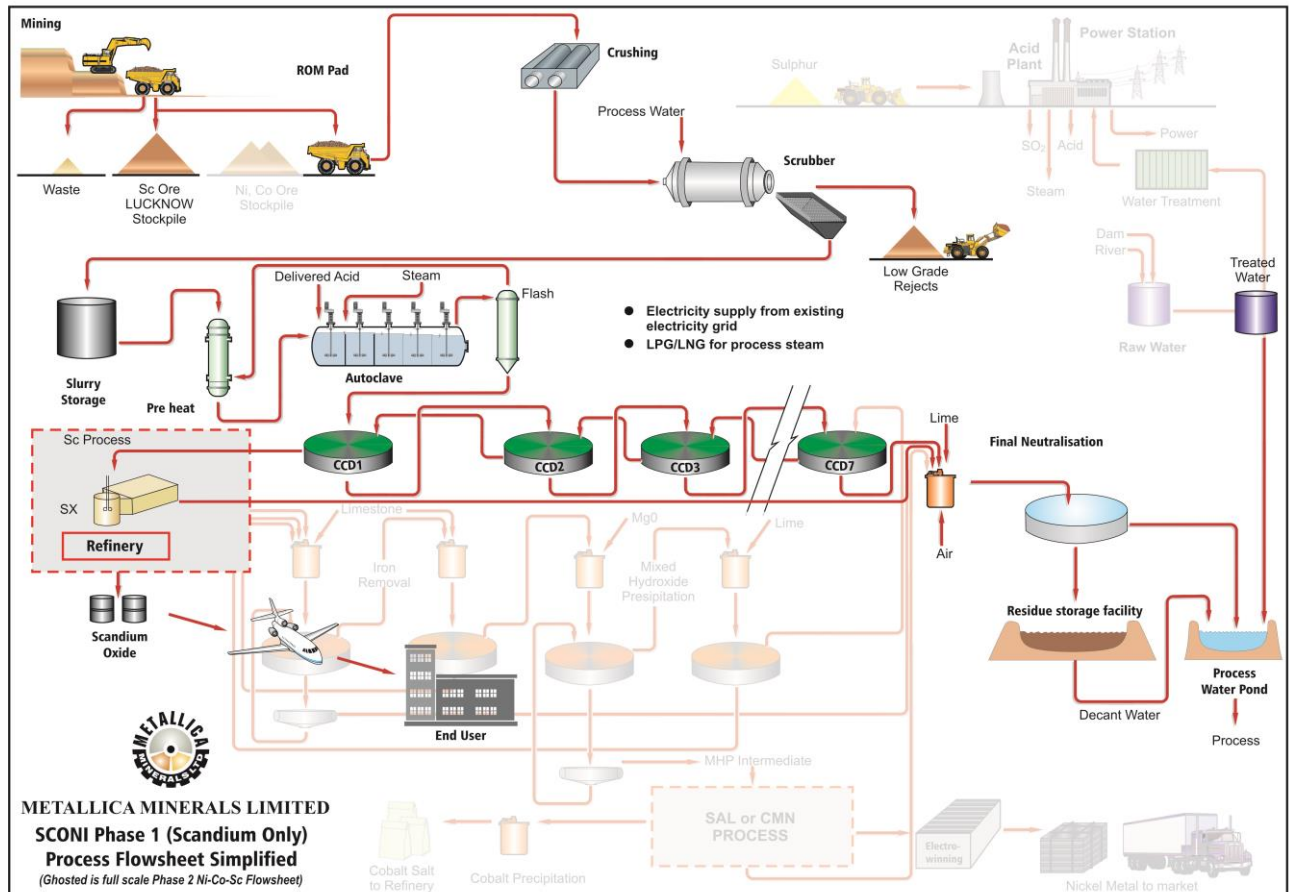 Mining
ROM Pad
Waste
Sc Ore
LUCKNOW
Stockpile
Ni, Co Ore
Stockpile
Crushing
Process Water
Scrubber
Low Grade
Rejects
Sulphur
Acid
Plant
Power Station
SO₂
Acid
Power
Steam
Water Treatment
Dam
River
Raw Water
Treated
Water
Slurry
Storage
Pre heat
Delivered Acid
Steam
Flash
Autoclave
● Electricity supply from existing
electricity grid
● LPG/LNG for process steam
Sc Process
SX
Refinery
CCD1
CCD2
CCD3
CCD7
Lime
Air
Final Neutralisation
Limestone
Iron
Removal
Mg0
Mixed
Hydroxide
Presipitation
Lime
Scandium
Oxide
End User
Residue storage facility
Decant Water
Process
Water Pond
Process
MHP Intermediate
SAL or CMN
PROCESS
Cobalt Salt
to Refinery
Cobalt Precipitation
Electro-
winning
Nickel Metal to market
METALLICA
MINERALS LTD
METALLICA MINERALS LIMITED
SCONI Phase 1 (Scandium Only)
Process Flowsheet Simplified
(Ghosted is full scale Phase 2 Ni-Co-Sc Flowsheet)